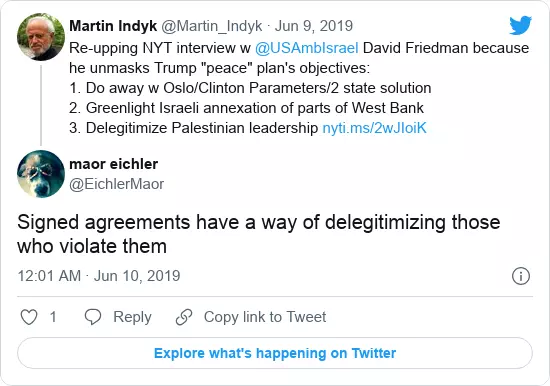 Martin Indyk @Martin_Indyk · Jun 9, 2019
Re-upping NYT interview w @USAmbIsrael David Friedman because
he unmasks Trump "peace" plan's objectives:
1. Do away w Oslo/Clinton Parameters/2 state solution
2. Greenlight Israeli annexation of parts of West Bank
3. Delegitimize Palestinian leadership nyti.ms/2wJIoiK
maor eichler
@EichlerMaor
Signed agreements have a way of delegitimizing those
who violate them
12:01 AM · Jun 10, 2019
1 Reply Copy link to Tweet
Explore what's happening on Twitter